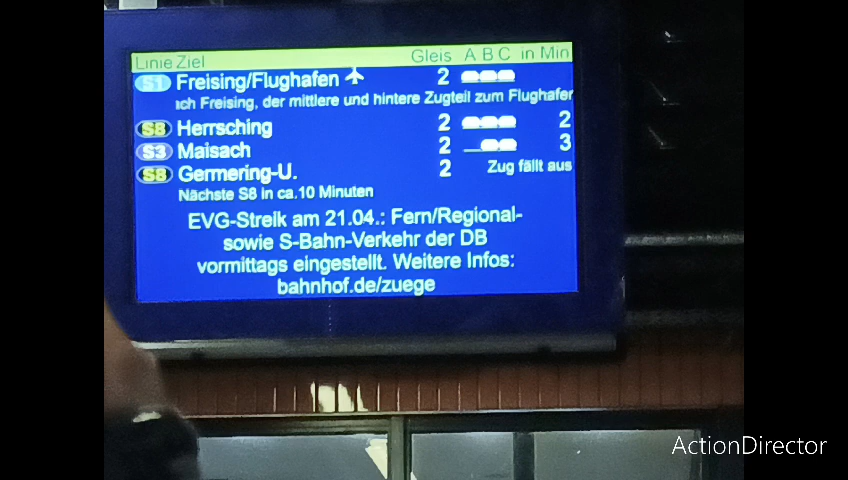 Linie Ziel Gleis A B C in Min
S1 Freising/Flughafen 2
ich Freising, der mittlere und hintere Zugteil zum Flughafen
S8 Herrsching 2 2
S3 Maisach 2 3
S8 Germering-U. 2 Zug fällt aus
Nächste S8 in ca.10 Minuten
EVG-Streik am 21.04.: Fern/Regional-
sowie S-Bahn-Verkehr der DB
vormittags eingestellt. Weitere Infos:
bahnhof.de/zuege
ActionDirector